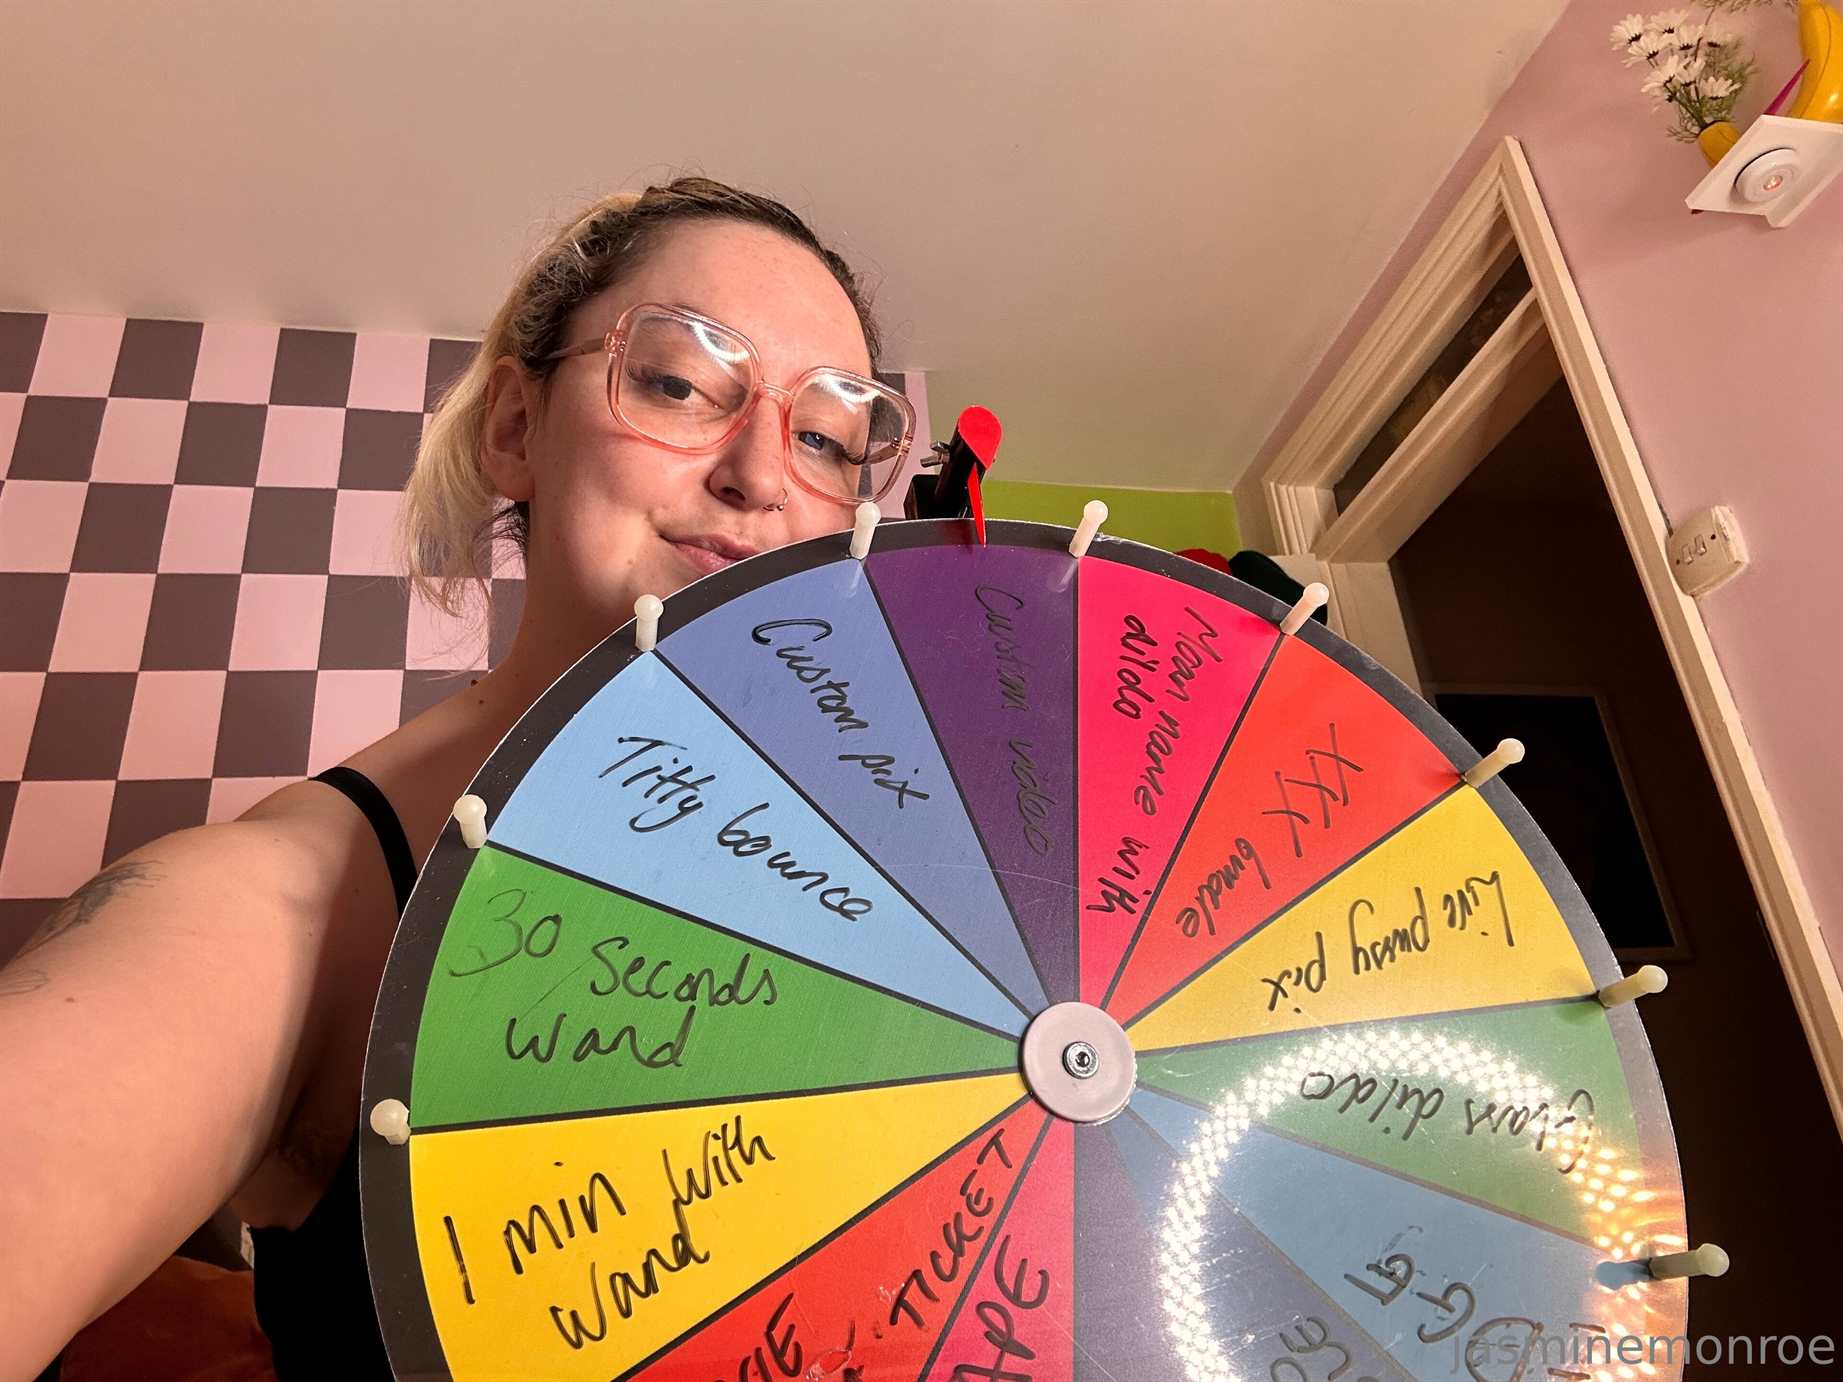 Custom video
Moan name with
dildo
XXX bundle
Live pussy pix
Glass dildo
Custom pix
Titty bounce
30 seconds
wand
1 min with
wand
TICKET
jasminemonroe